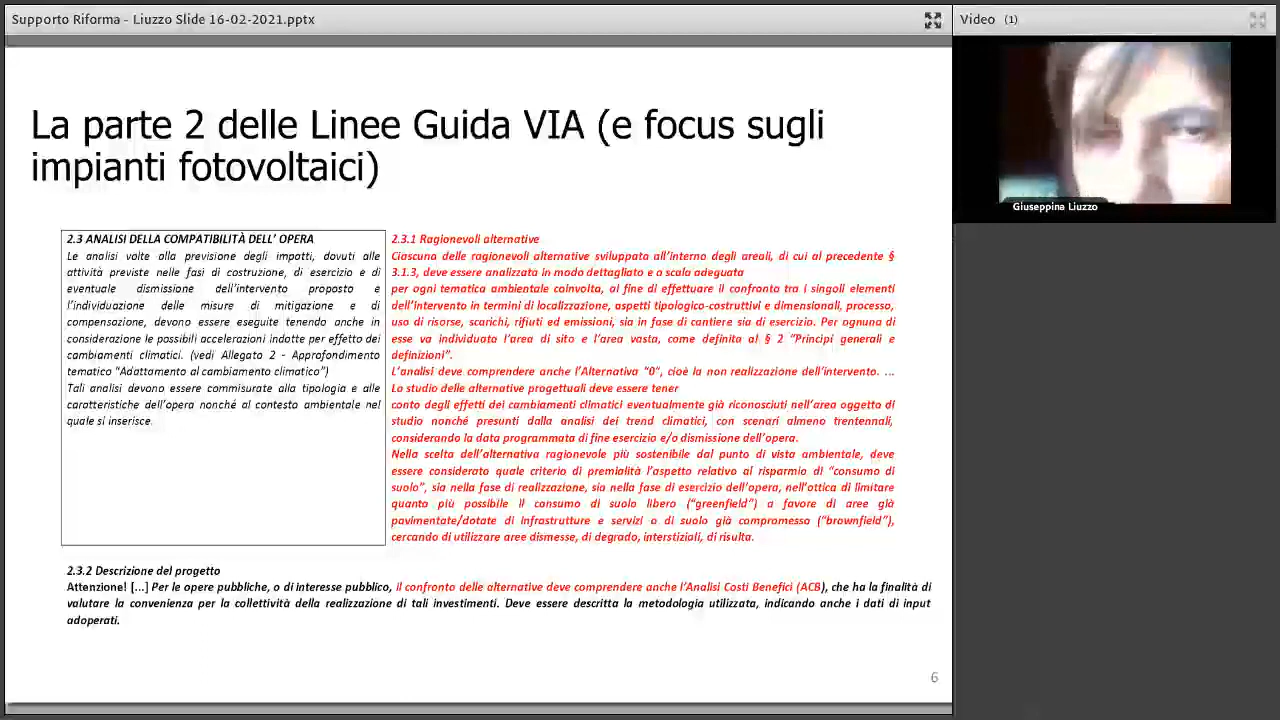 Supporto Riforma - Liuzzo Slide 16-02-2021.pptx
Video (1)
Giuseppina Liuzzo
La parte 2 delle Linee Guida VIA (e focus sugli
impianti fotovoltaici)
2.3 ANALISI DELLA COMPATIBILITÀ DELL' OPERA
Le analisi volte alla previsione degli impatti, dovuti alle
attività previste nelle fasi di costruzione, di esercizio e di
eventuale dismissione dell'intervento proposto e
l'individuazione delle misure di mitigazione e di
compensazione, devono essere eseguite tenendo anche in
considerazione le possibili accelerazioni indotte per effetto dei
cambiamenti climatici. (vedi Allegato 2 - Approfondimento
tematico "Adattamento al cambiamento climatico")
Tali analisi devono essere commisurate alla tipologia e alle
caratteristiche dell'opera nonché al contesto ambientale nel
quale si inserisce.
2.3.1 Ragionevoli alternative
Ciascuna delle ragionevoli alternative sviluppata all'interno degli areali, di cui al precedente §
3.1.3, deve essere analizzata in modo dettagliato e a scala adeguata
per ogni tematica ambientale coinvolta, al fine di effettuare il confronto tra i singoli elementi
dell'intervento in termini di localizzazione, aspetti tipologico-costruttivi e dimensionali, processo,
uso di risorse, scarichi, rifiuti ed emissioni, sia in fase di cantiere sia di esercizio. Per ognuna di
esse va individuata l'area di sito e l'area vasta, come definita al § 2 "Principi generali e
definizioni".
L'analisi deve comprendere anche l'Alternativa "0", cioè la non realizzazione dell'intervento. ...
Lo studio delle alternative progettuali deve essere tener
conto degli effetti dei cambiamenti climatici eventualmente già riconosciuti nell'area oggetto di
studio nonché presunti dalla analisi dei trend climatici, con scenari almeno trentennali,
considerando la data programmata di fine esercizio e/o dismissione dell'opera.
Nella scelta dell'alternativa ragionevole più sostenibile dal punto di vista ambientale, deve
essere considerato quale criterio di premialità l'aspetto relativo al risparmio di "consumo di
suolo", sia nella fase di realizzazione, sia nella fase di esercizio dell'opera, nell'ottica di limitare
quanto più possibile il consumo di suolo libero ("greenfield") a favore di aree già
pavimentate/dotate di infrastrutture e servizi o di suolo già compromesso ("brownfield"),
cercando di utilizzare aree dismesse, di degrado, interstiziali, di risulta.
2.3.2 Descrizione del progetto
Attenzione! [...] Per le opere pubbliche, o di interesse pubblico, il confronto delle alternative deve comprendere anche l'Analisi Costi Benefici (ACB), che ha la finalità di
valutare la convenienza per la collettività della realizzazione di tali investimenti. Deve essere descritta la metodologia utilizzata, indicando anche i dati di input
adoperati.
6